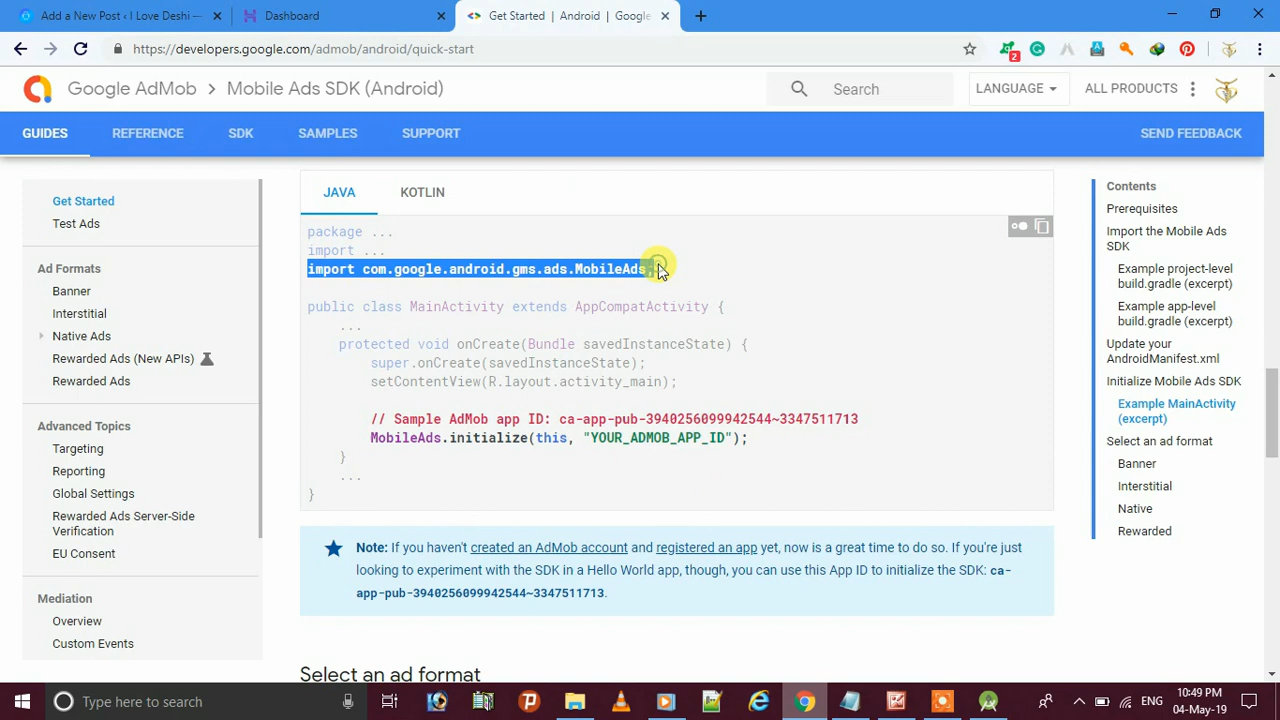 Add a New Post ‹ I Love Deshi —
Dashboard
Get Started | Android | Google
https://developers.google.com/admob/android/quick-start
2
Google AdMob > Mobile Ads SDK (Android)
Search
LANGUAGE
ALL PRODUCTS
GUIDES
REFERENCE
SDK
SAMPLES
SUPPORT
SEND FEEDBACK
Get Started
Test Ads
Ad Formats
Banner
Interstitial
Native Ads
Rewarded Ads (New APIs)
Rewarded Ads
Advanced Topics
Targeting
Reporting
Global Settings
Rewarded Ads Server-Side
Verification
EU Consent
Mediation
Overview
Custom Events
JAVA
KOTLIN
package ...
import ...
import com.google.android.gms.ads.MobileAds;
public class MainActivity extends AppCompatActivity {
...
protected void onCreate(Bundle savedInstanceState) {
super.onCreate(savedInstanceState);
setContentView(R.layout.activity_main);
// Sample AdMob app ID: ca-app-pub-3940256099942544~3347511713
MobileAds.initialize(this, "YOUR_ADMOB_APP_ID");
}
...
}
Note: If you haven't created an AdMob account and registered an app yet, now is a great time to do so. If you're
just looking to experiment with the SDK in a Hello World app, though, you can use this App ID to initialize the SDK: ca-
app-pub-3940256099942544~3347511713.
Select an ad format
Contents
Prerequisites
Import the Mobile Ads
SDK
Example project-level
build.gradle (excerpt)
Example app-level
build.gradle (excerpt)
Update your
AndroidManifest.xml
Initialize Mobile Ads SDK
Example MainActivity
(excerpt)
Select an ad format
Banner
Interstitial
Native
Rewarded
Type here to search
ENG
10:49 PM
04-May-19